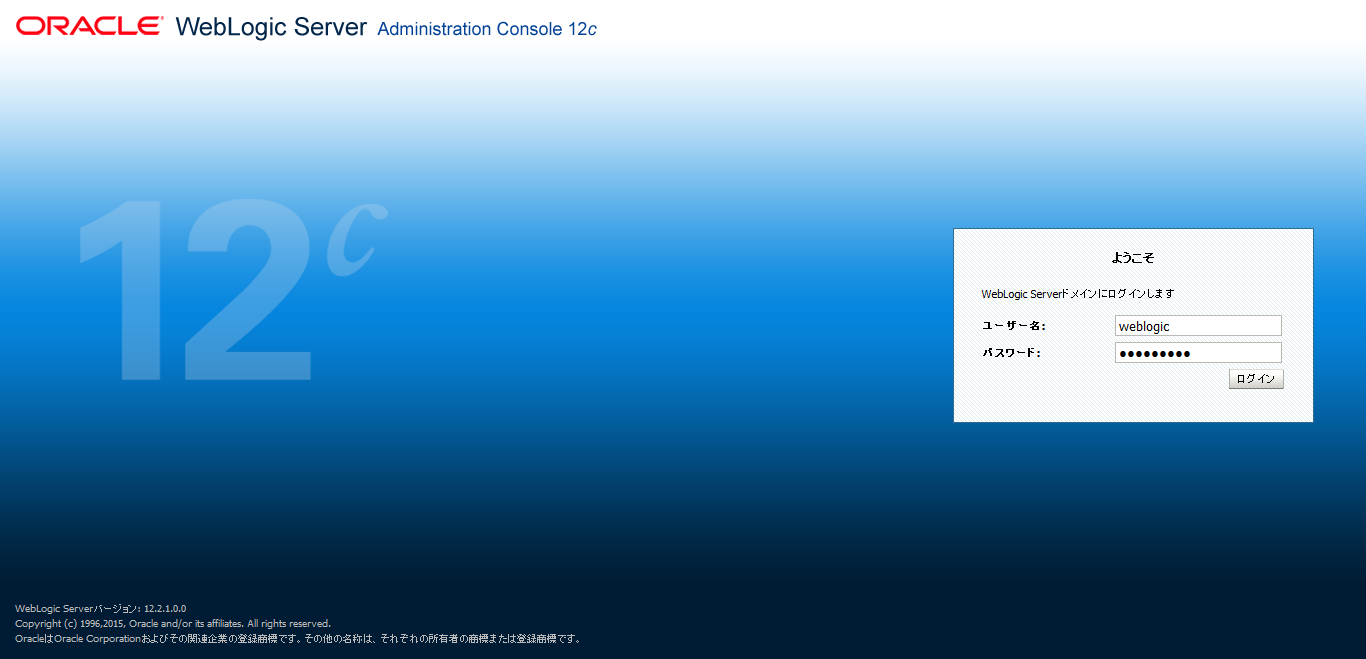 ORACLE WebLogic Server Administration Console 12c
12c
ようこそ
WebLogic Serverドメインにログインします
ユーザー名: weblogic
パスワード: ●●●●●●●●●
ログイン
WebLogic Serverバージョン: 12.2.1.0.0
Copyright (c) 1996,2015, Oracle and/or its affiliates. All rights reserved.
OracleはOracle Corporationおよびその関連企業の登録商標です。その他の名称は、それぞれの所有者の商標または登録商標です。